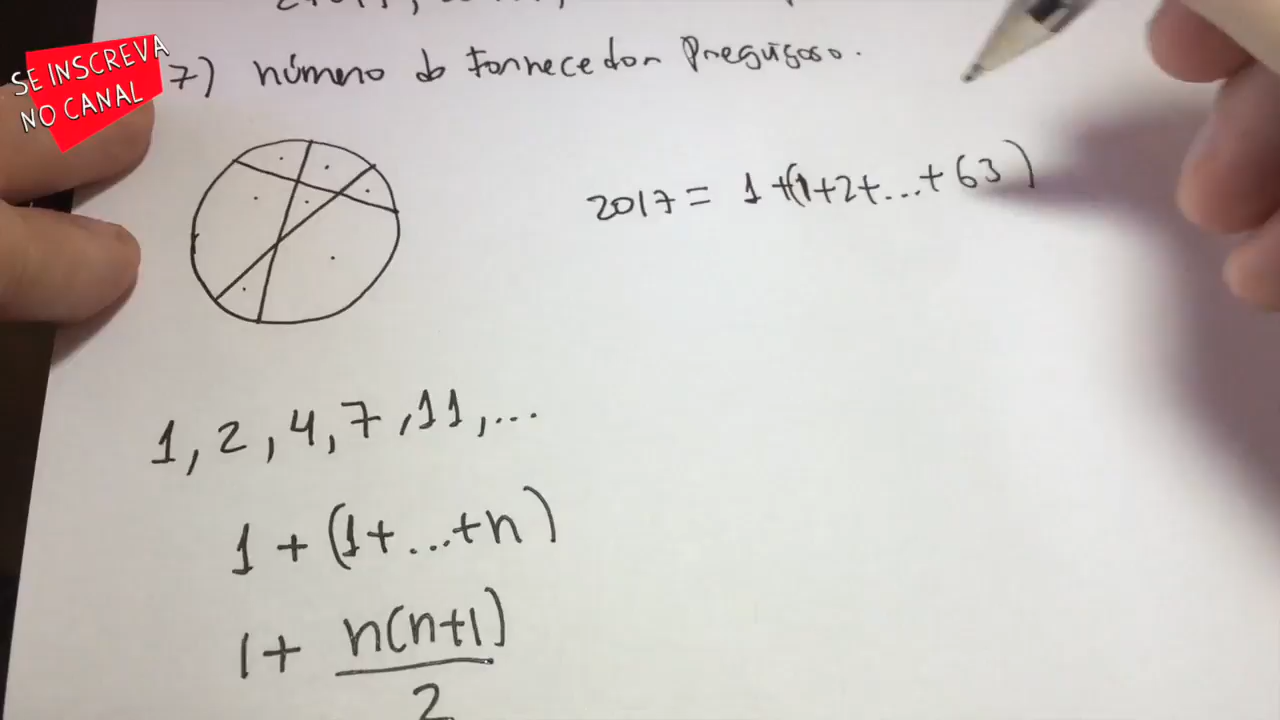 SE INSCREVA
NO CANAL
7) número do fornecedor Preguiçoso.
2017 = 1 + (1+2+...+63)
1, 2, 4, 7, 11, ...
1 + (1+...+n)
1 + n(n+1)
2